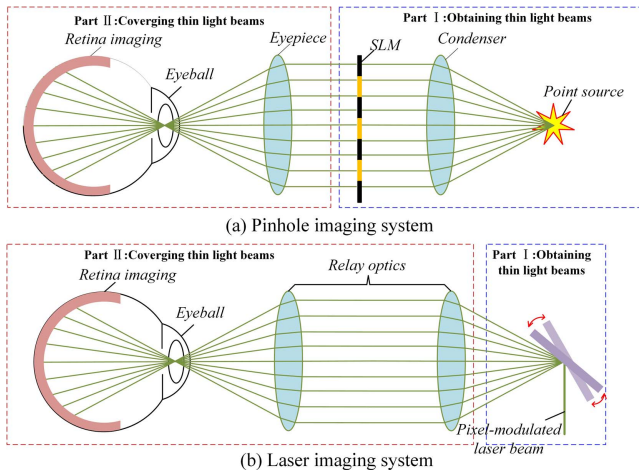 Part Ⅱ:Coverging thin light beams
Part Ⅰ:Obtaining thin light beams
Retina imaging
Eyeball
Eyepiece
SLM
Condenser
Point source
(a) Pinhole imaging system
Part Ⅱ:Coverging thin light beams
Part Ⅰ:Obtaining
thin light beams
Retina imaging
Eyeball
Relay optics
Pixel-modulated
laser beam
(b) Laser imaging system